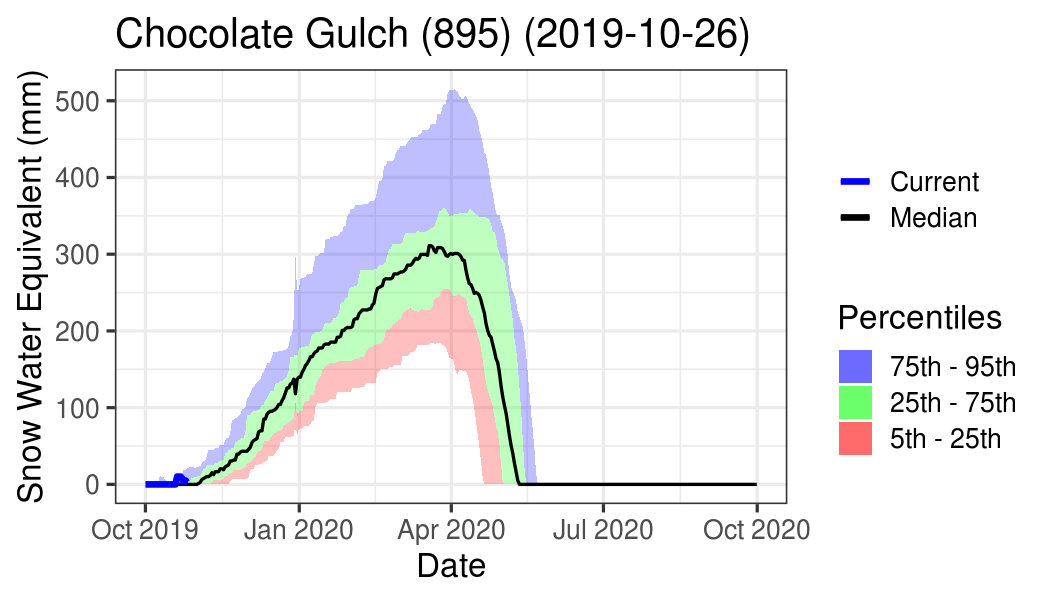 Chocolate Gulch (895) (2019-10-26)
Snow Water Equivalent (mm)
500
400
300
200
100
0
Oct 2019
Jan 2020
Apr 2020
Jul 2020
Oct 2020
Date
Current
Median
Percentiles
75th - 95th
25th - 75th
5th - 25th